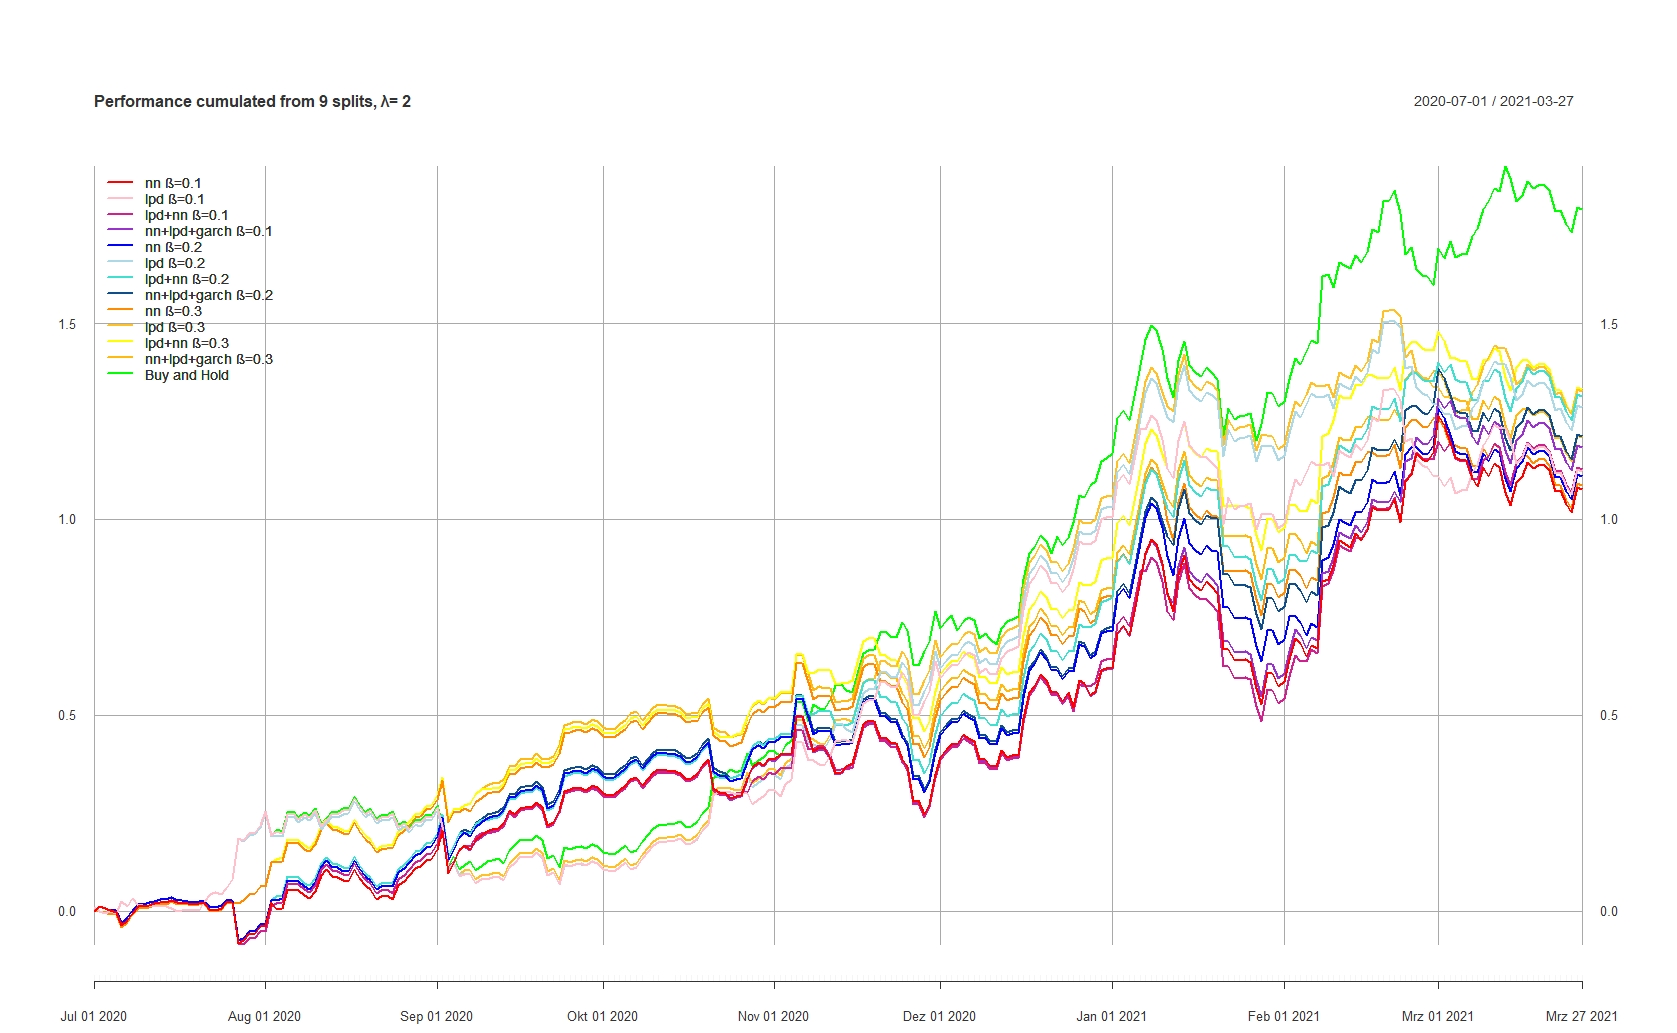 Performance cumulated from 9 splits, λ= 2
2020-07-01 / 2021-03-27
nn ß=0.1
lpd ß=0.1
lpd+nn ß=0.1
nn+lpd+garch ß=0.1
nn ß=0.2
lpd ß=0.2
lpd+nn ß=0.2
nn+lpd+garch ß=0.2
nn ß=0.3
lpd ß=0.3
lpd+nn ß=0.3
nn+lpd+garch ß=0.3
Buy and Hold
1.5 1.5
1.0 1.0
0.5 0.5
0.0 0.0
Jul 01 2020 Aug 01 2020 Sep 01 2020 Okt 01 2020 Nov 01 2020 Dez 01 2020 Jan 01 2021 Feb 01 2021 Mrz 01 2021 Mrz 27 2021